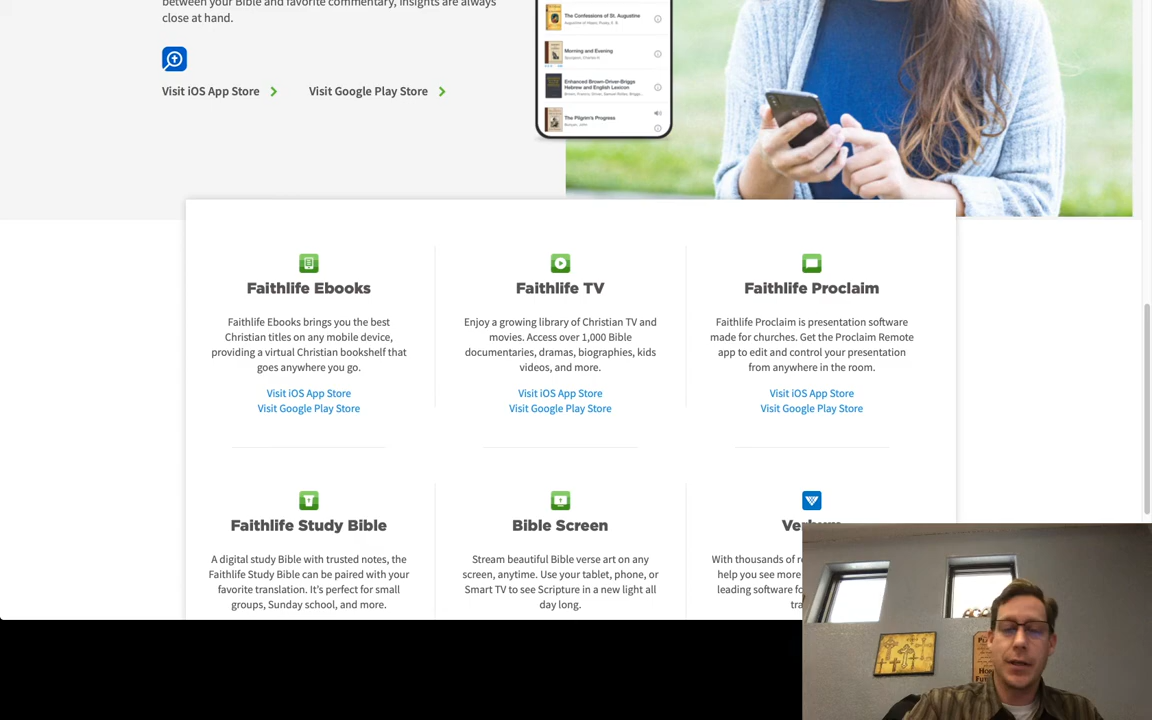 between your Bible and favorite commentary, insights are always
close at hand.
Visit iOS App Store
Visit Google Play Store
The Confessions of St. Augustine
Morning and Evening
Enhanced Brown-Driver-Briggs
Hebrew and English Lexicon
The Pilgrim's Progress
Faithlife Ebooks
Faithlife Ebooks brings you the best
Christian titles on any mobile device,
providing a virtual Christian bookshelf that
goes anywhere you go.
Visit iOS App Store
Visit Google Play Store
Faithlife TV
Enjoy a growing library of Christian TV and
movies. Access over 1,000 Bible
documentaries, dramas, biographies, kids
videos, and more.
Visit iOS App Store
Visit Google Play Store
Faithlife Proclaim
Faithlife Proclaim is presentation software
made for churches. Get the Proclaim Remote
app to edit and control your presentation
from anywhere in the room.
Visit iOS App Store
Visit Google Play Store
Faithlife Study Bible
A digital study Bible with trusted notes, the
Faithlife Study Bible can be paired with your
favorite translation. It's perfect for small
groups, Sunday school, and more.
Bible Screen
Stream beautiful Bible verse art on any
screen, anytime. Use your tablet, phone, or
Smart TV to see Scripture in a new light all
day long.
With thousands of
help you see more
leading software